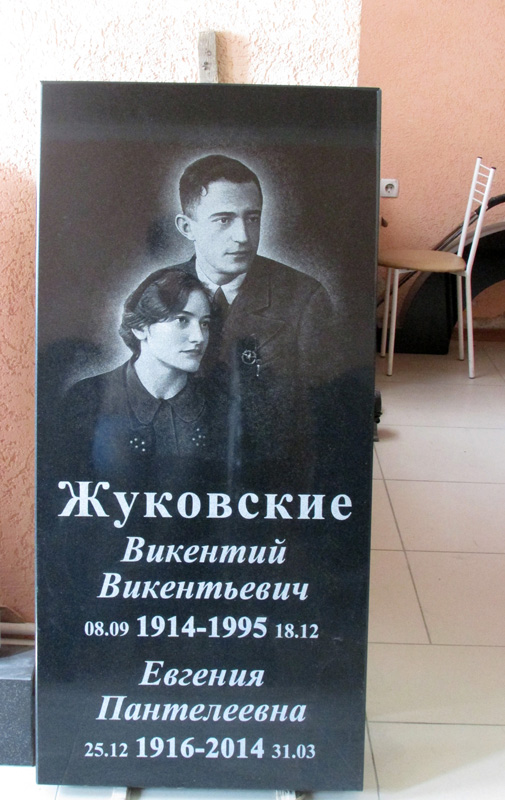 Жуковские
Викентий
Викентьевич
08.09 1914-1995 18.12
Евгения
Пантелеевна
25.12 1916-2014 31.03